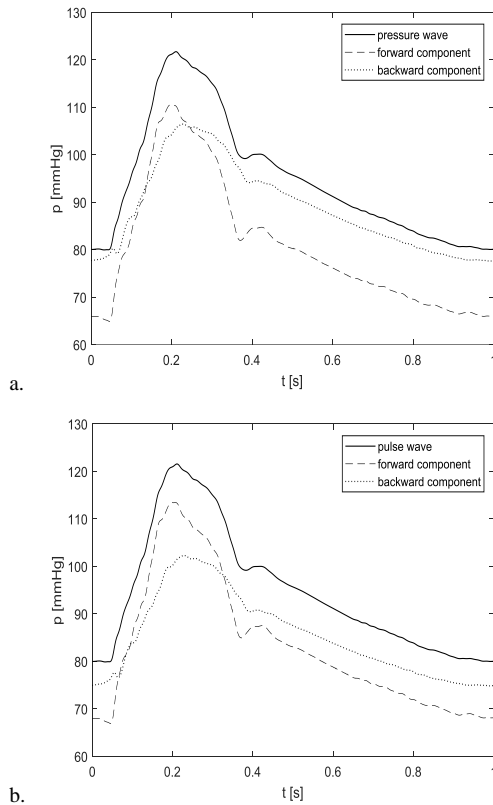 130
120
110
100
90
80
70
60
p [mmHg]
0
0.2
0.4
0.6
0.8
1
t [s]
pressure wave
forward component
backward component
a.
130
120
110
100
90
80
70
60
p [mmHg]
0
0.2
0.4
0.6
0.8
1
t [s]
pulse wave
forward component
backward component
b.